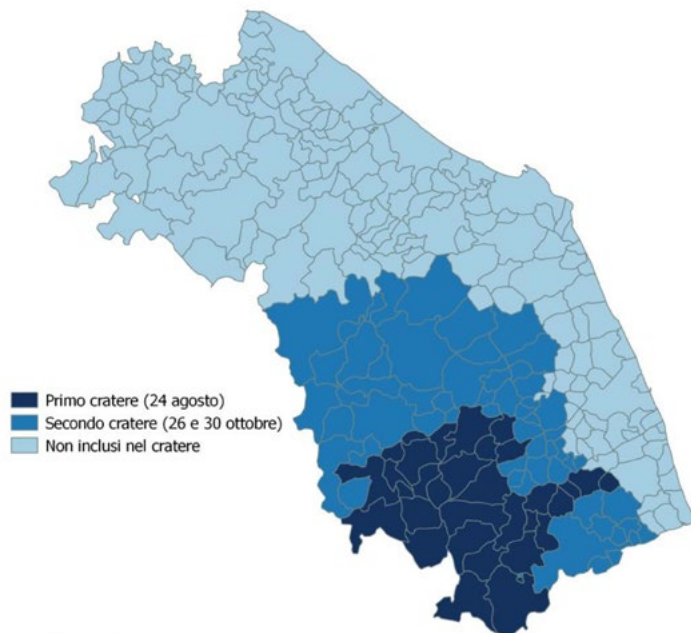 Primo cratere (24 agosto)
Secondo cratere (26 e 30 ottobre)
Non inclusi nel cratere